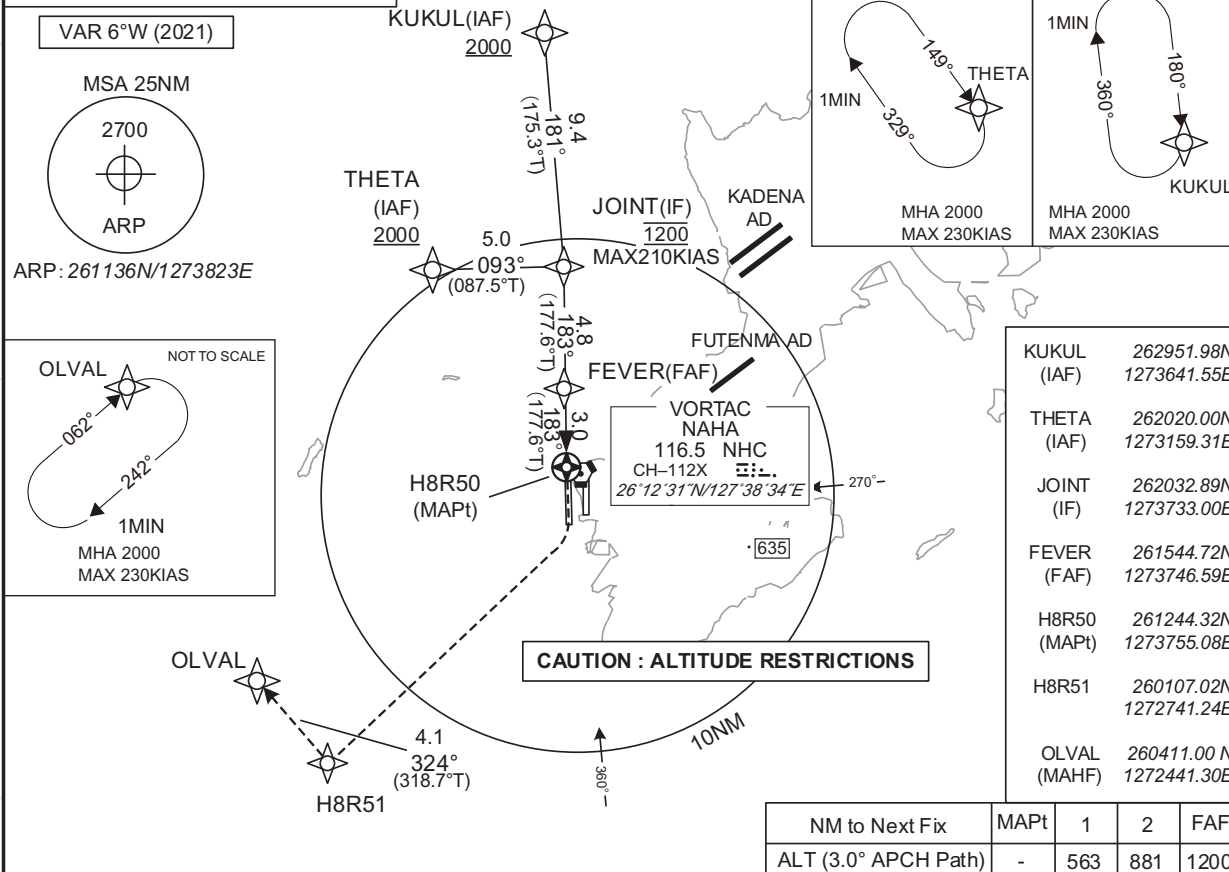 VAR 6°W (2021)
MSA 25NM
2700
ARP
ARP: 261136N/1273823E
KUKUL(IAF)
2000
9.4
181°
(175.3°T)
THETA
(IAF)
2000
5.0
093°
(087.5°T)
JOINT(IF)
1200
MAX210KIAS
KADENA
AD
4.8
183°
(177.6°T)
FUTENMA AD
FEVER(FAF)
3.0
183°
(177.6°T)
VORTAC
NAHA
116.5 NHC
CH–112X
26°12´31˝N/127°38´34˝E
270°
H8R50
(MAPt)
635
CAUTION : ALTITUDE RESTRICTIONS
10NM
360°
OLVAL
4.1
324°
(318.7°T)
H8R51
NOT TO SCALE
OLVAL
062°
242°
1MIN
MHA 2000
MAX 230KIAS
149°
THETA
1MIN
329°
MHA 2000
MAX 230KIAS
1MIN
180°
360°
KUKUL
MHA 2000
MAX 230KIAS
KUKUL 262951.98N
(IAF) 1273641.55E
THETA 262020.00N
(IAF) 1273159.31E
JOINT 262032.89N
(IF) 1273733.00E
FEVER 261544.72N
(FAF) 1273746.59E
H8R50 261244.32N
(MAPt) 1273755.08E
H8R51 260107.02N
1272741.24E
OLVAL 260411.00 N
(MAHF) 1272441.30E
NM to Next Fix MAPt 1 2 FAF
ALT (3.0° APCH Path) - 563 881 1200